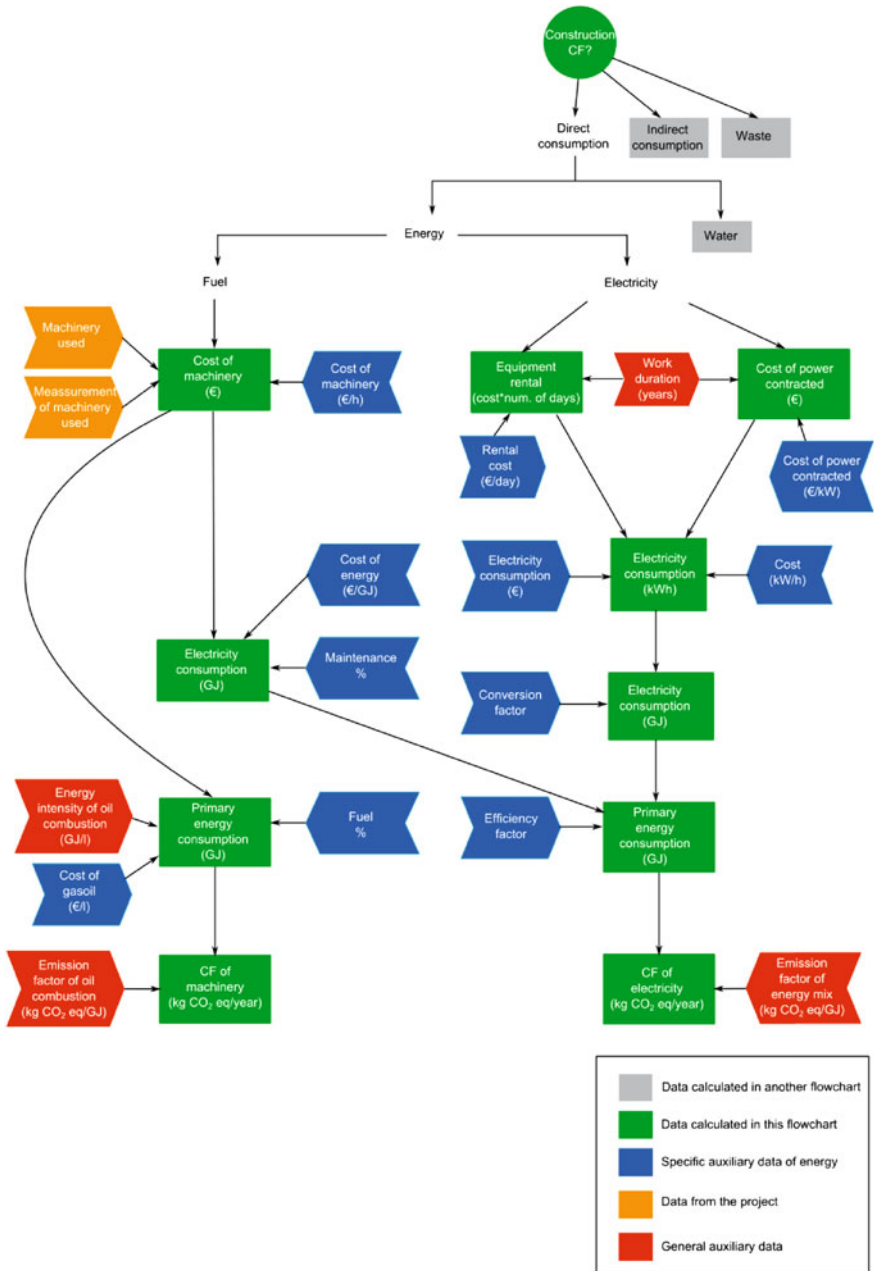 Construction
CF?
Direct
consumption
Indirect
consumption
Waste
Energy
Water
Fuel
Electricity
Machinery
used
Meassurement
of machinery
used
Cost of
machinery
(€)
Cost of
machinery
(€/h)
Equipment
rental
(cost*num. of days)
Work
duration
(years)
Cost of power
contracted
(€)
Rental
cost
(€/day)
Cost of power
contracted
(€/kW)
Cost of
energy
(€/GJ)
Electricity
consumption
(€)
Electricity
consumption
(kWh)
Cost
(kW/h)
Electricity
consumption
(GJ)
Maintenance
%
Conversion
factor
Electricity
consumption
(GJ)
Energy
intensity of oil
combustion
(GJ/l)
Cost of
gasoil
(€/l)
Primary
energy
consumption
(GJ)
Fuel
%
Efficiency
factor
Primary
energy
consumption
(GJ)
Emission
factor of oil
combustion
(kg CO₂ eq/GJ)
CF of
machinery
(kg CO₂ eq/year)
CF of
electricity
(kg CO₂ eq/year)
Emission
factor of
energy mix
(kg CO₂ eq/GJ)
Data calculated in another flowchart
Data calculated in this flowchart
Specific auxiliary data of energy
Data from the project
General auxiliary data